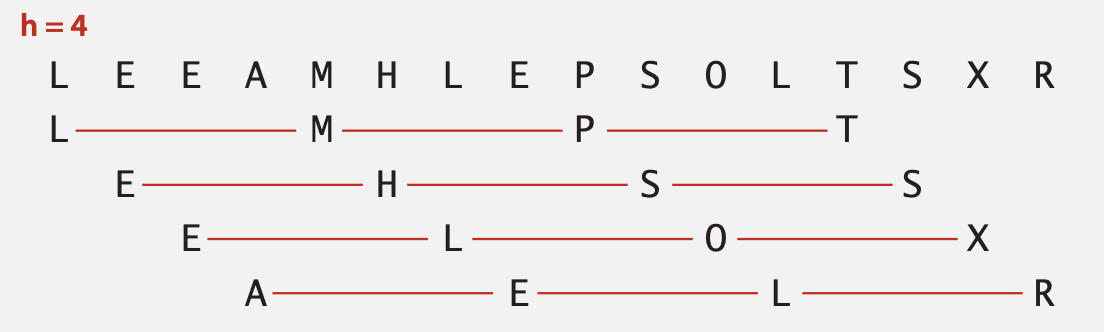 h = 4
L E E A M H L E P S O L T S X R
L M P T
E H S S
E L O X
A E L R